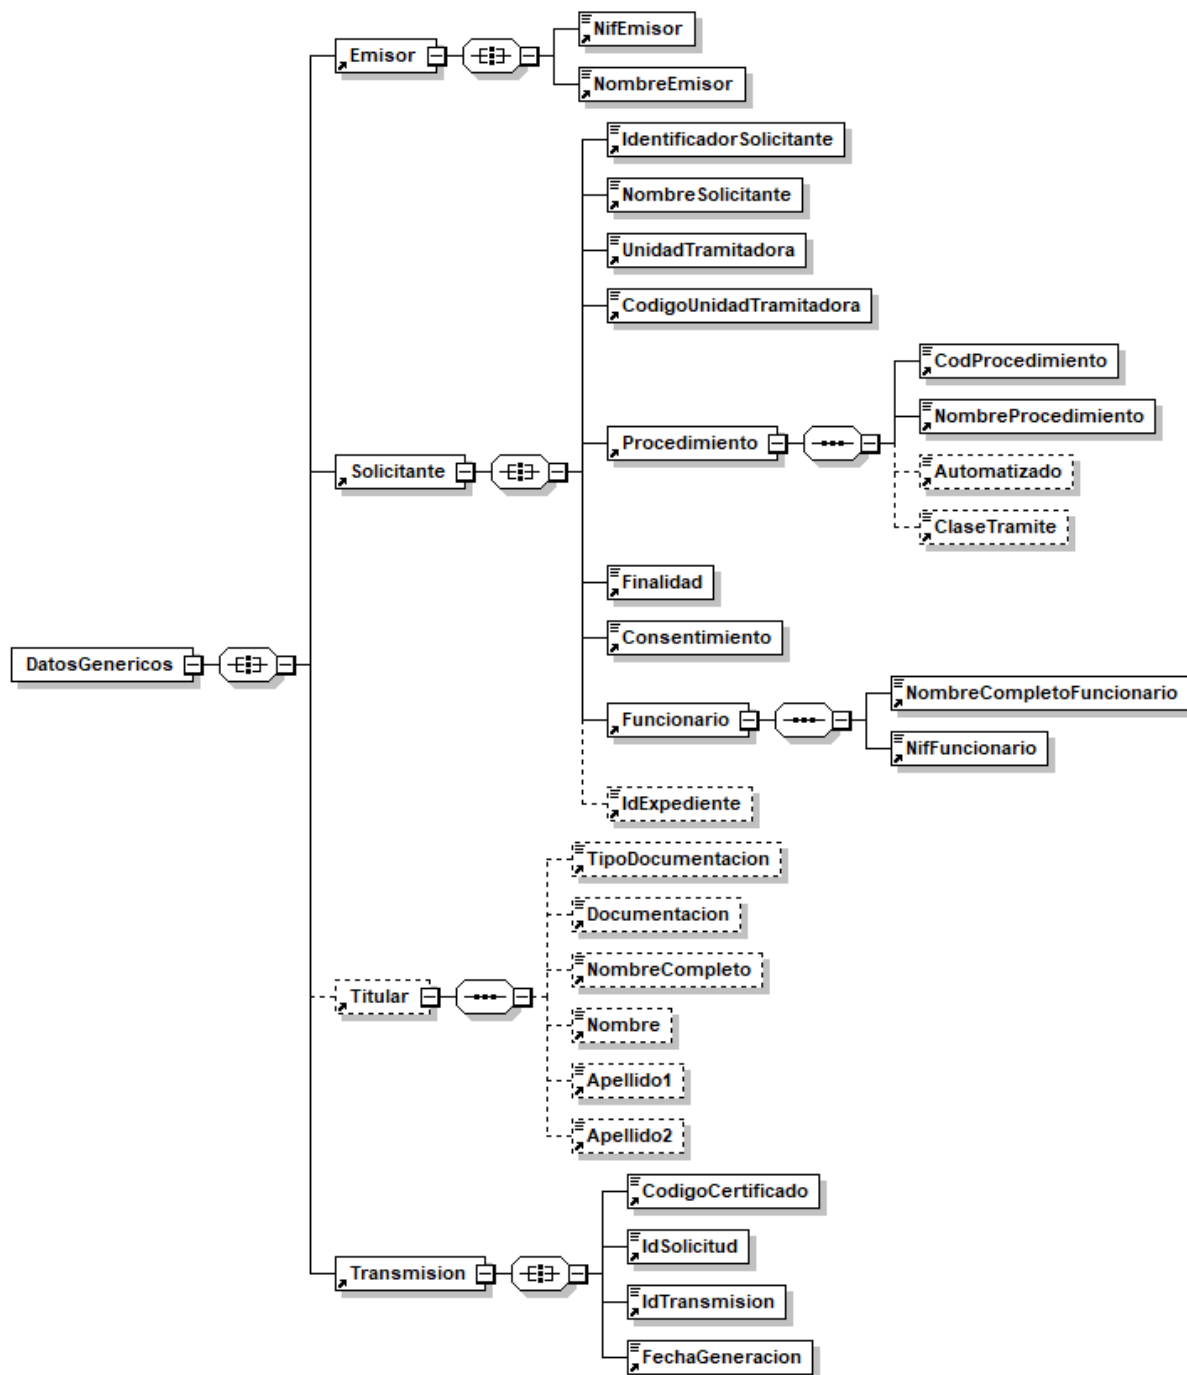 NifEmisor
Emisor
NombreEmisor
IdentificadorSolicitante
NombreSolicitante
UnidadTramitadora
CodigoUnidadTramitadora
CodProcedimiento
NombreProcedimiento
Procedimiento
Automatizado
Solicitante
ClaseTramite
Finalidad
Consentimiento
DatosGenericos
NombreCompletoFuncionario
Funcionario
NifFuncionario
IdExpediente
TipoDocumentacion
Documentacion
NombreCompleto
Titular
Nombre
Apellido1
Apellido2
CodigoCertificado
IdSolicitud
Transmision
IdTransmision
FechaGeneracion